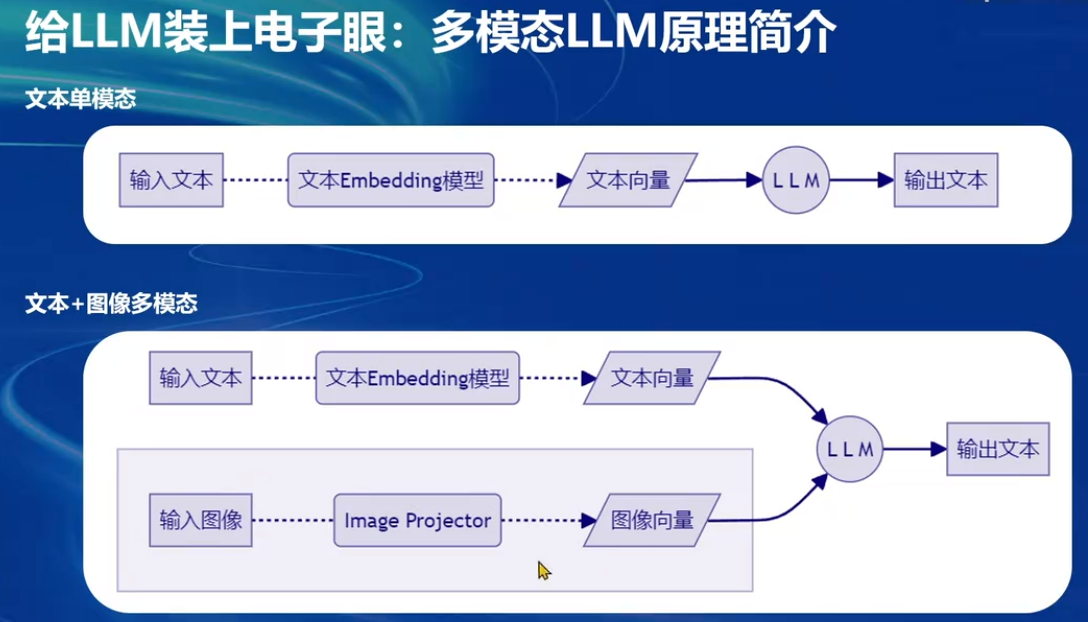 给LLM装上电子眼：多模态LLM原理简介
文本单模态
输入文本
文本Embedding模型
文本向量
LLM
输出文本
文本+图像多模态
输入文本
文本Embedding模型
文本向量
LLM
输出文本
输入图像
Image Projector
图像向量